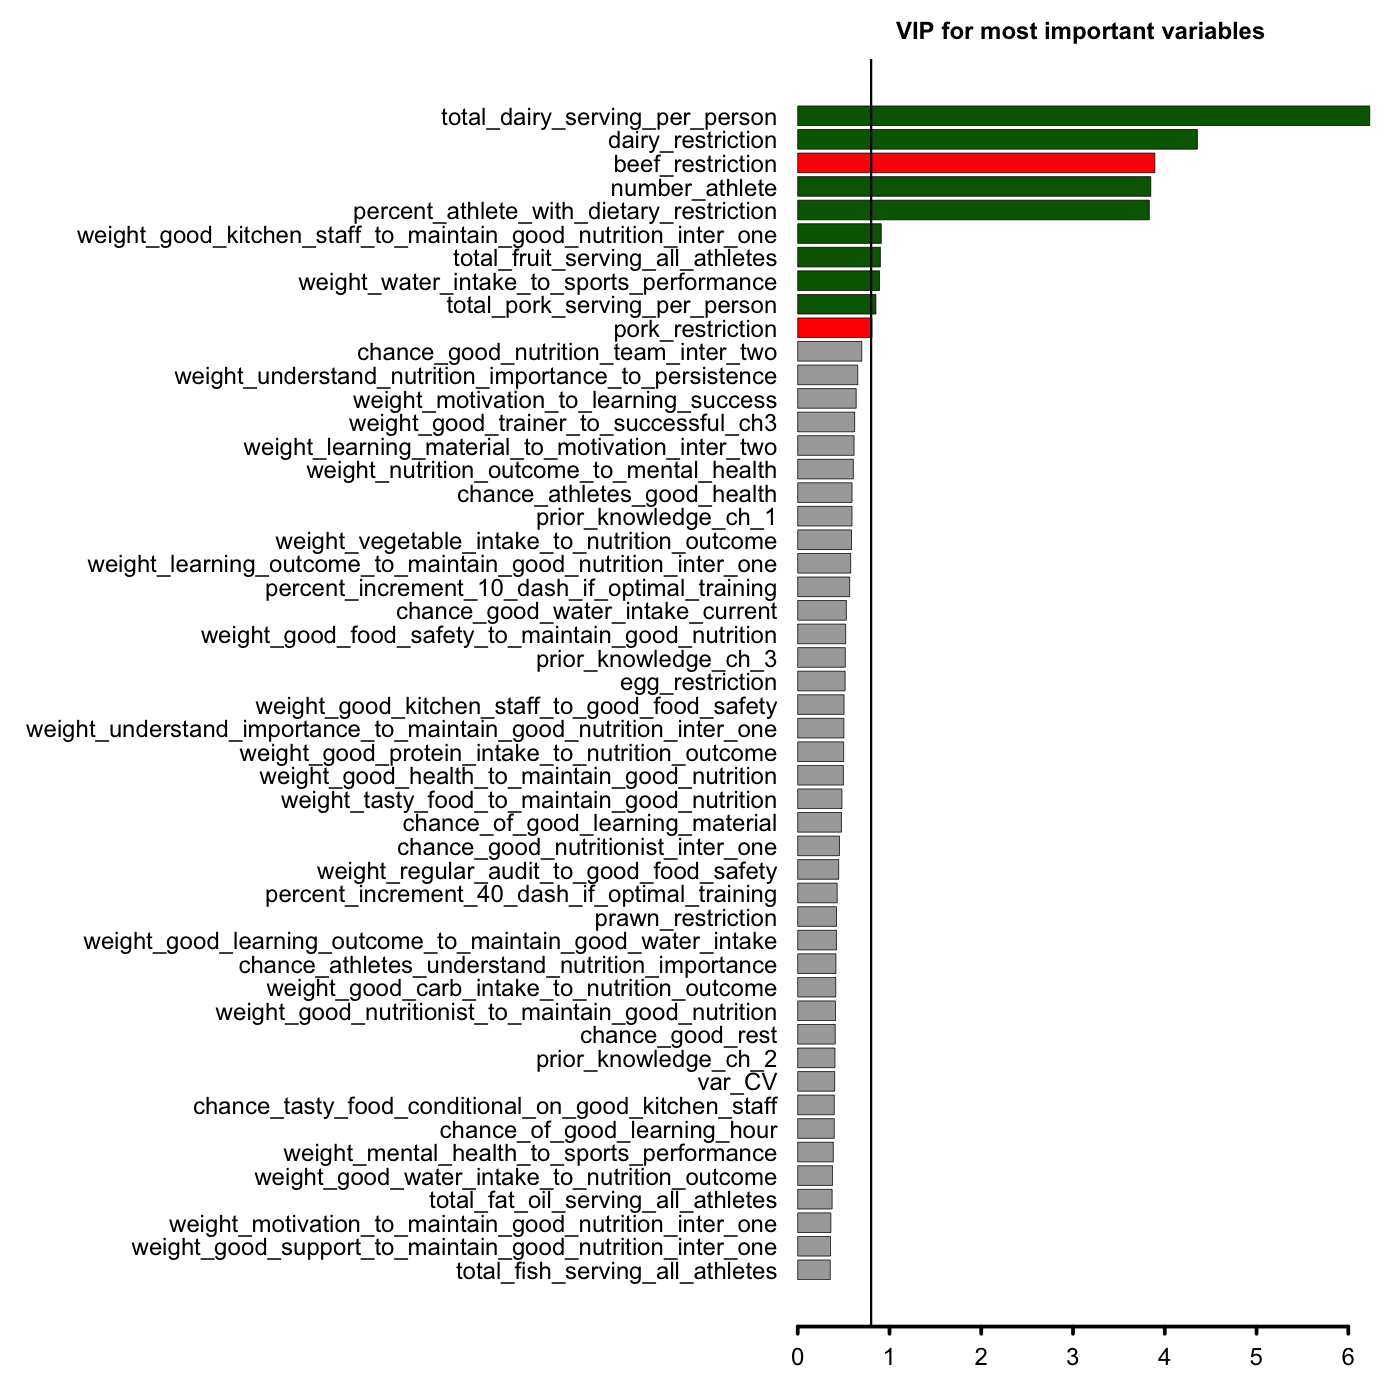 VIP for most important variables
total_dairy_serving_per_person
dairy_restriction
beef_restriction
number_athlete
percent_athlete_with_dietary_restriction
weight_good_kitchen_staff_to_maintain_good_nutrition_inter_one
total_fruit_serving_all_athletes
weight_water_intake_to_sports_performance
total_pork_serving_per_person
pork_restriction
chance_good_nutrition_team_inter_two
weight_understand_nutrition_importance_to_persistence
weight_motivation_to_learning_success
weight_good_trainer_to_successful_ch3
weight_learning_material_to_motivation_inter_two
weight_nutrition_outcome_to_mental_health
chance_athletes_good_health
prior_knowledge_ch_1
weight_vegetable_intake_to_nutrition_outcome
weight_learning_outcome_to_maintain_good_nutrition_inter_one
percent_increment_10_dash_if_optimal_training
chance_good_water_intake_current
weight_good_food_safety_to_maintain_good_nutrition
prior_knowledge_ch_3
egg_restriction
weight_good_kitchen_staff_to_good_food_safety
weight_understand_importance_to_maintain_good_nutrition_inter_one
weight_good_protein_intake_to_nutrition_outcome
weight_good_health_to_maintain_good_nutrition
weight_tasty_food_to_maintain_good_nutrition
chance_of_good_learning_material
chance_good_nutritionist_inter_one
weight_regular_audit_to_good_food_safety
percent_increment_40_dash_if_optimal_training
prawn_restriction
weight_good_learning_outcome_to_maintain_good_water_intake
chance_athletes_understand_nutrition_importance
weight_good_carb_intake_to_nutrition_outcome
weight_good_nutritionist_to_maintain_good_nutrition
chance_good_rest
prior_knowledge_ch_2
var_CV
chance_tasty_food_conditional_on_good_kitchen_staff
chance_of_good_learning_hour
weight_mental_health_to_sports_performance
weight_good_water_intake_to_nutrition_outcome
total_fat_oil_serving_all_athletes
weight_motivation_to_maintain_good_nutrition_inter_one
weight_good_support_to_maintain_good_nutrition_inter_one
total_fish_serving_all_athletes
0 1 2 3 4 5 6